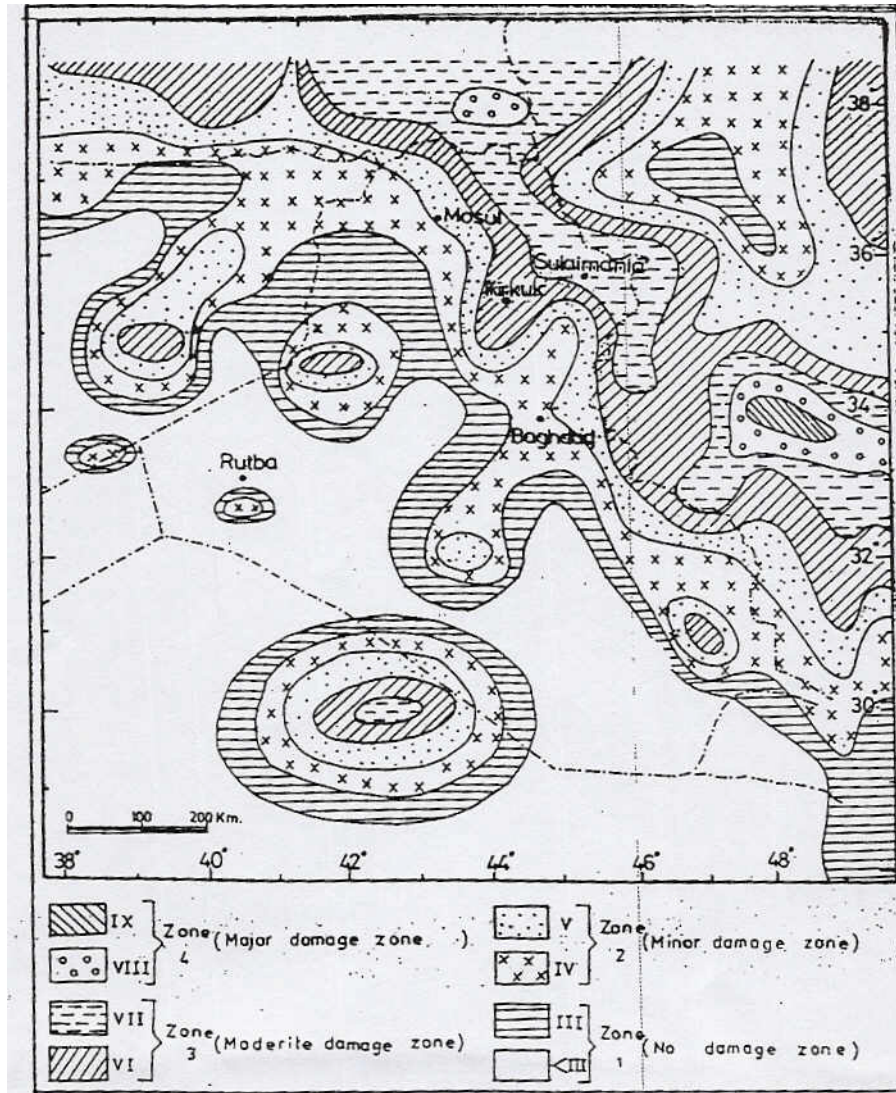 38
Mosul
36
Sulaimania
Kirkuk
34
Baghdad
Rutba
32
30
0 100 200 Km.
38° 40° 42° 44° 46° 48°
IX
VIII
Zone 4 (Major damage zone )
VII
VI
Zone 3 (Moderite damage zone)
V
IV
Zone 2 (Minor damage zone)
III
<III
Zone 1 (No damage zone)